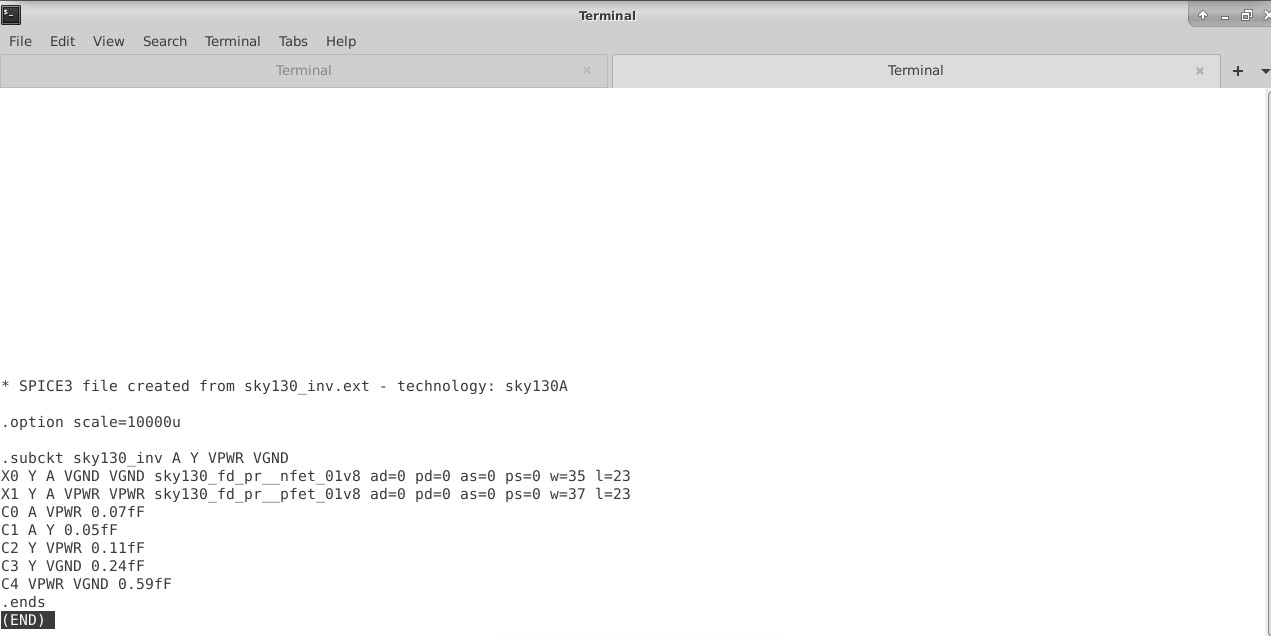 Terminal
File Edit View Search Terminal Tabs Help
Terminal Terminal
* SPICE3 file created from sky130_inv.ext - technology: sky130A
.option scale=10000u
.subckt sky130_inv A Y VPWR VGND
X0 Y A VGND VGND sky130_fd_pr__nfet_01v8 ad=0 pd=0 as=0 ps=0 w=35 l=23
X1 Y A VPWR VPWR sky130_fd_pr__pfet_01v8 ad=0 pd=0 as=0 ps=0 w=37 l=23
C0 A VPWR 0.07fF
C1 A Y 0.05fF
C2 Y VPWR 0.11fF
C3 Y VGND 0.24fF
C4 VPWR VGND 0.59fF
.ends
(END)